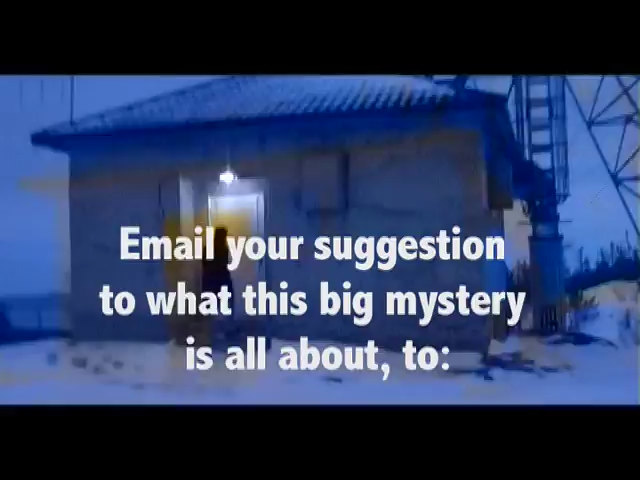 Email your suggestion
to what this big mystery
is all about, to: